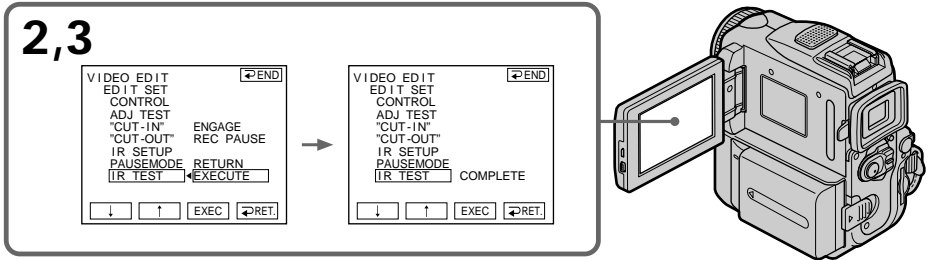 2,3
VIDEO EDIT ⮐END
EDIT SET
CONTROL
ADJ TEST
"CUT-IN" ENGAGE
"CUT-OUT" REC PAUSE
IR SETUP
PAUSEMODE RETURN
IR TEST EXECUTE
↓ ↑ EXEC ⮐RET.
VIDEO EDIT ⮐END
EDIT SET
CONTROL
ADJ TEST
"CUT-IN"
"CUT-OUT"
IR SETUP
PAUSEMODE
IR TEST COMPLETE
↓ ↑ EXEC ⮐RET.